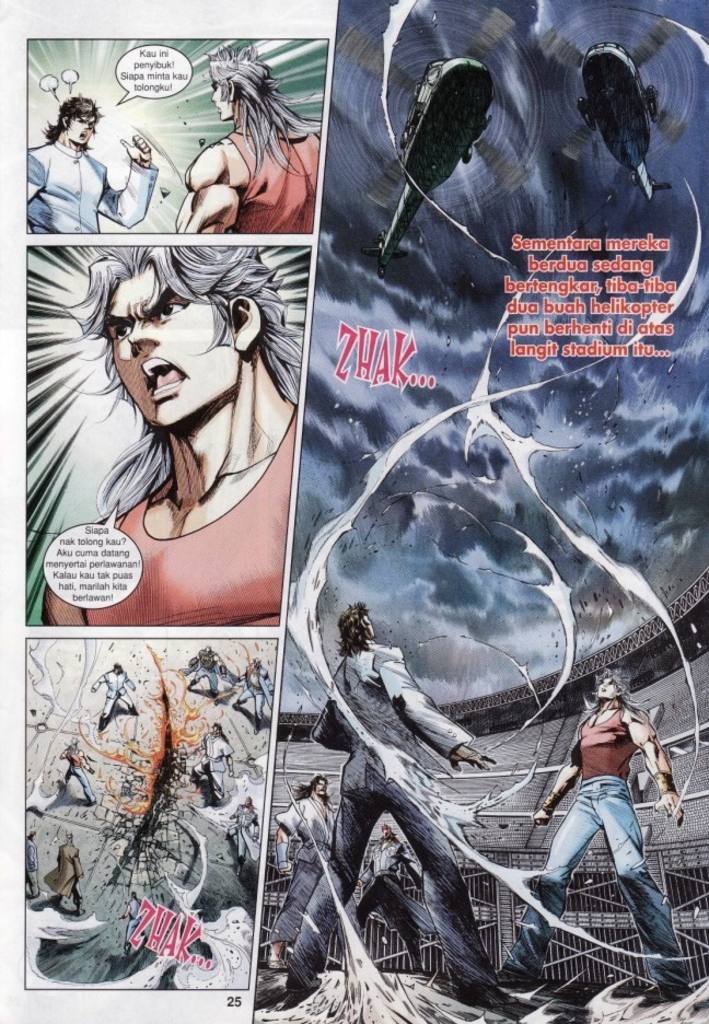 Kau ini
penyibuk!
Siapa minta kau
tolongku!
Siapa
nak tolong kau?
Aku cuma datang
menyertai perlawanan!
Kalau kau tak puas
hati, marilah kita
berlawan!
ZHAK...
Sementara mereka
berdua sedang
bertengkar, tiba-tiba
dua buah helikopter
pun berhenti di atas
langit stadium itu...
ZHAK...
25